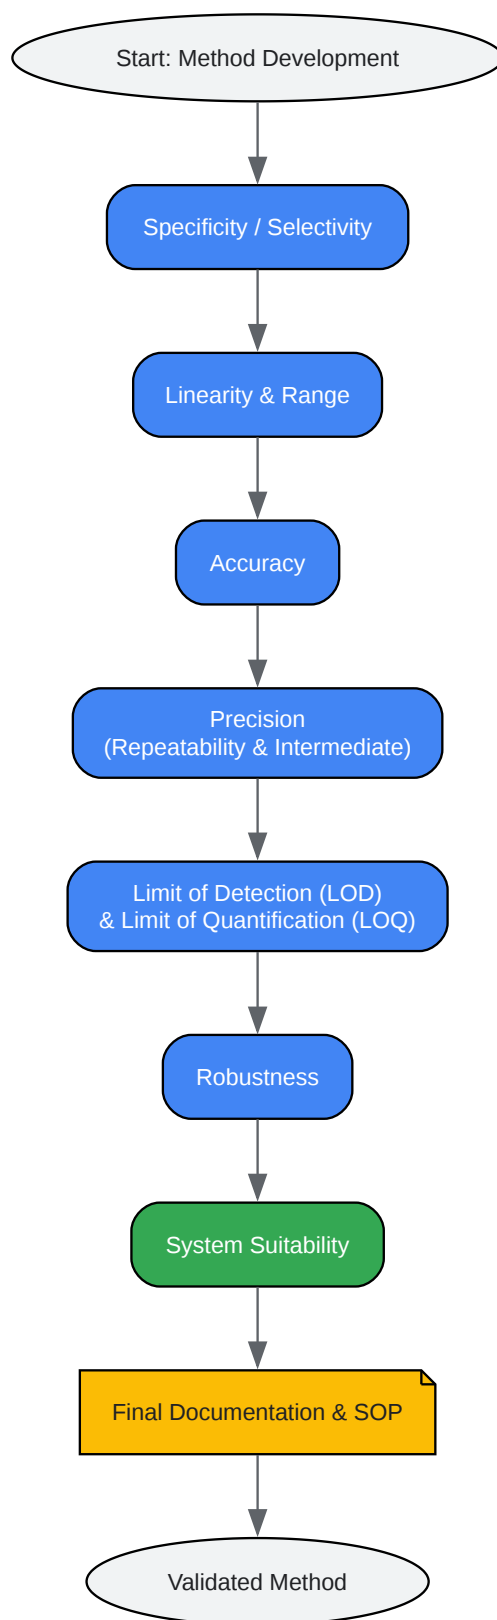 Start: Method Development
Specificity / Selectivity
Linearity & Range
Accuracy
Precision
(Repeatability & Intermediate)
Limit of Detection (LOD)
& Limit of Quantification (LOQ)
Robustness
System Suitability
Final Documentation & SOP
Validated Method